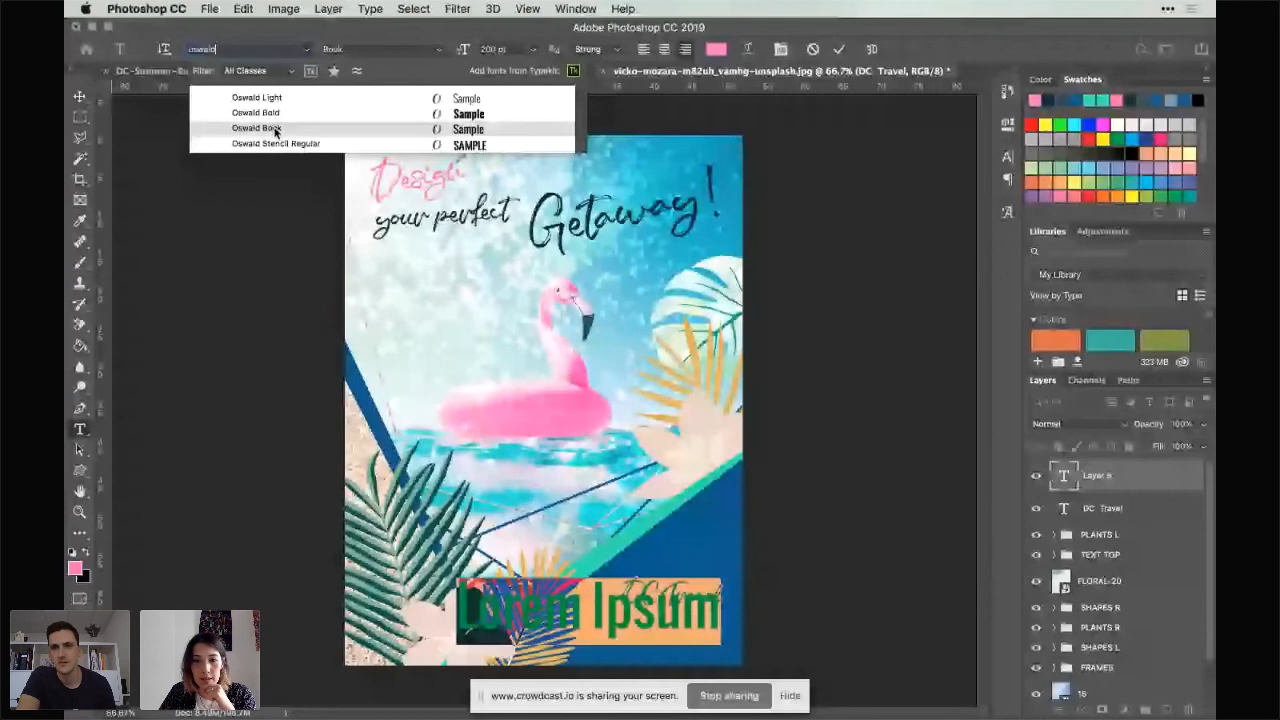 Photoshop CC File Edit Image Layer Type Select Filter 3D View Window Help
Adobe Photoshop CC 2019
oswald Book 200 pt Strong 3D
Filter: All Classes Add fonts from Typekit: Tk vicko-mozara-m82uh_vamhg-unsplash.jpg @ 66.7% (DC Travel, RGB/8) *
Color Swatches
Oswald Light Sample
Oswald Bold Sample
Oswald Book Sample
Oswald Stencil Regular SAMPLE
Design
your perfect Getaway!
Libraries Adjustments
My Library
View by Type
323 MB
Layers Channels Paths
Normal Opacity: 100%
Fill: 100%
DC Travel
PLANTS L
TEXT TOP
FLORAL-20
SHAPES R
PLANTS R
SHAPES L
FRAMES
16
Lorem Ipsum
www.crowdcast.io is sharing your screen. Stop sharing Hide